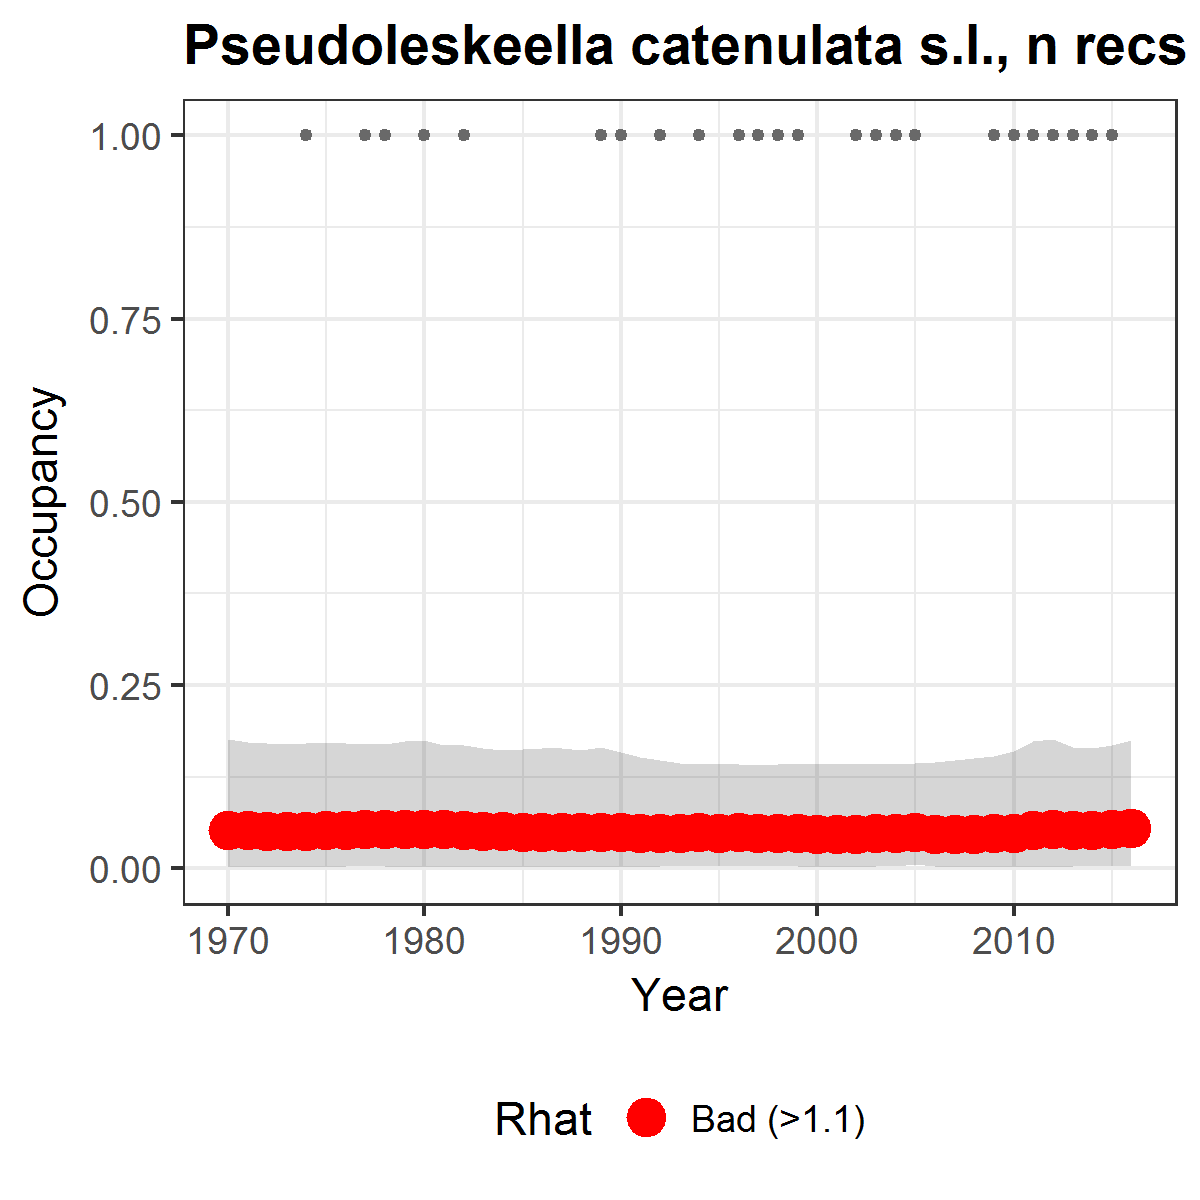 Pseudoleskeella catenulata s.l., n recs
1.00
0.75
0.50
0.25
0.00
Occupancy
1970 1980 1990 2000 2010
Year
Rhat Bad (>1.1)